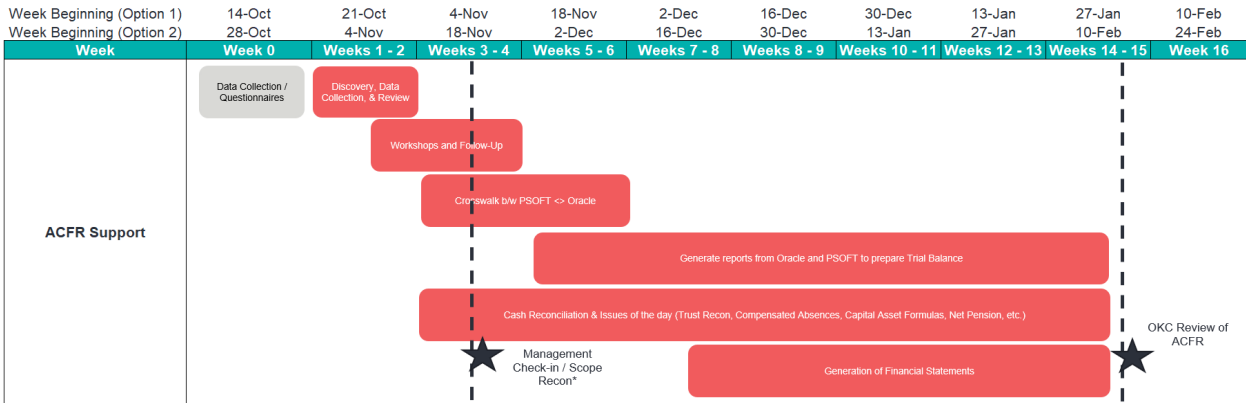 Week Beginning (Option 1) 14-Oct 21-Oct 4-Nov 18-Nov 2-Dec 16-Dec 30-Dec 13-Jan 27-Jan 10-Feb
Week Beginning (Option 2) 28-Oct 4-Nov 18-Nov 2-Dec 16-Dec 30-Dec 13-Jan 27-Jan 10-Feb 24-Feb
Week Week 0 Weeks 1 - 2 Weeks 3 - 4 Weeks 5 - 6 Weeks 7 - 8 Weeks 8 - 9 Weeks 10 - 11 Weeks 12 - 13 Weeks 14 - 15 Week 16
ACFR Support
Data Collection /
Questionnaires
Discovery, Data
Collection, & Review
Workshops and Follow-Up
Crosswalk b/w PSOFT <> Oracle
Generate reports from Oracle and PSOFT to prepare Trial Balance
Cash Reconciliation & Issues of the day (Trust Recon, Compensated Absences, Capital Asset Formulas, Net Pension, etc.)
Management
Check-in / Scope
Recon*
Generation of Financial Statements
OKC Review of
ACFR